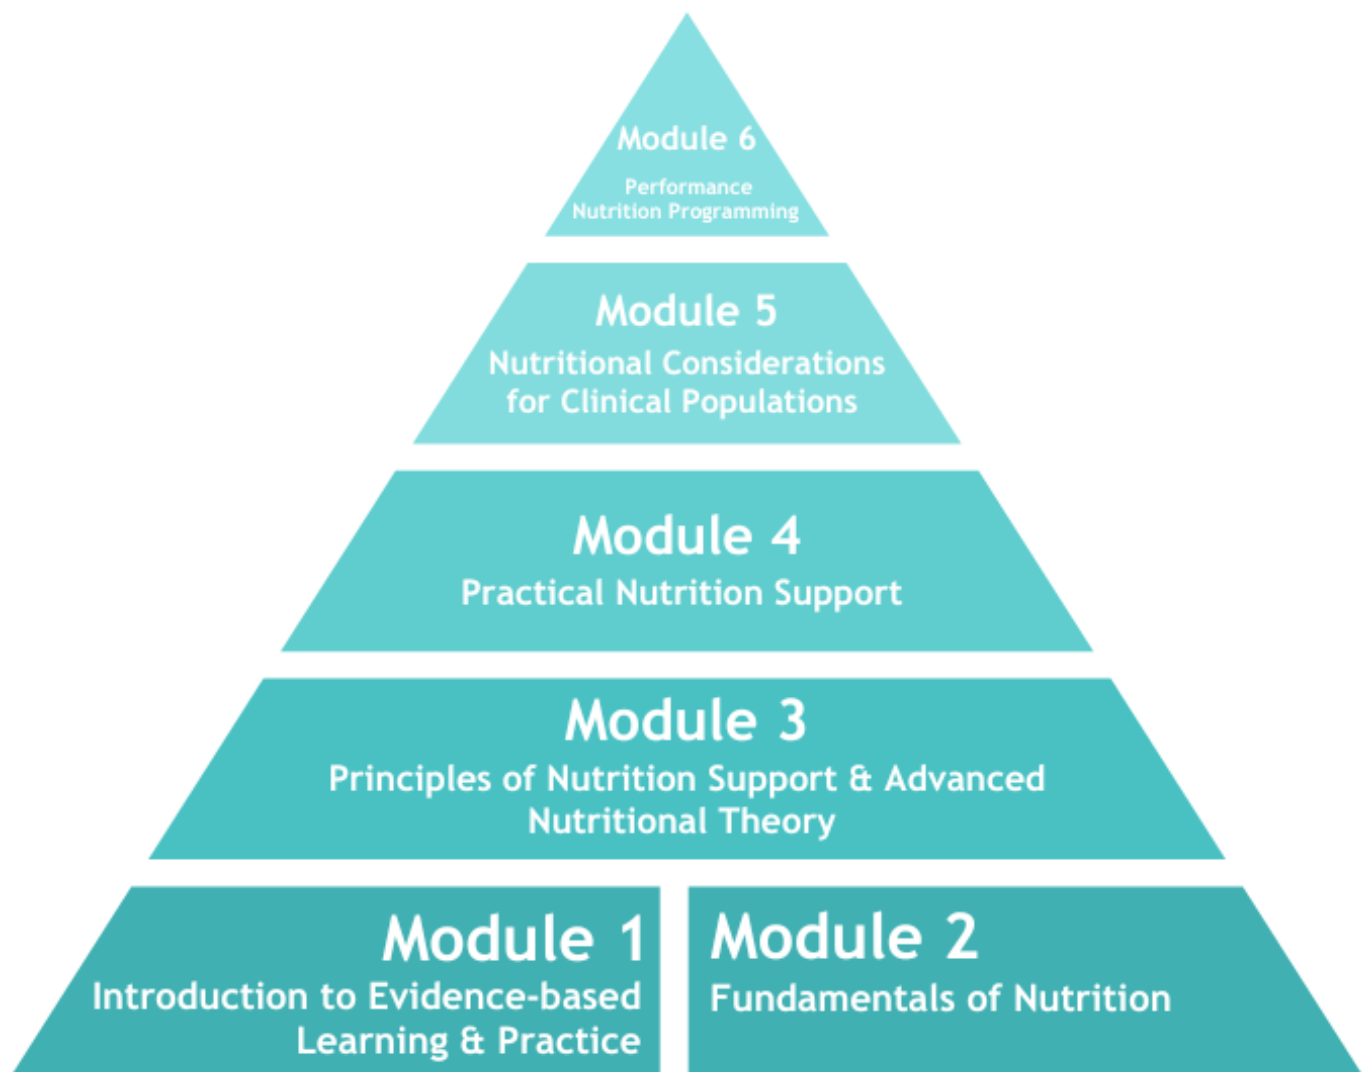 Module 6
Performance
Nutrition Programming
Module 5
Nutritional Considerations
for Clinical Populations
Module 4
Practical Nutrition Support
Module 3
Principles of Nutrition Support & Advanced
Nutritional Theory
Module 1
Introduction to Evidence-based
Learning & Practice
Module 2
Fundamentals of Nutrition